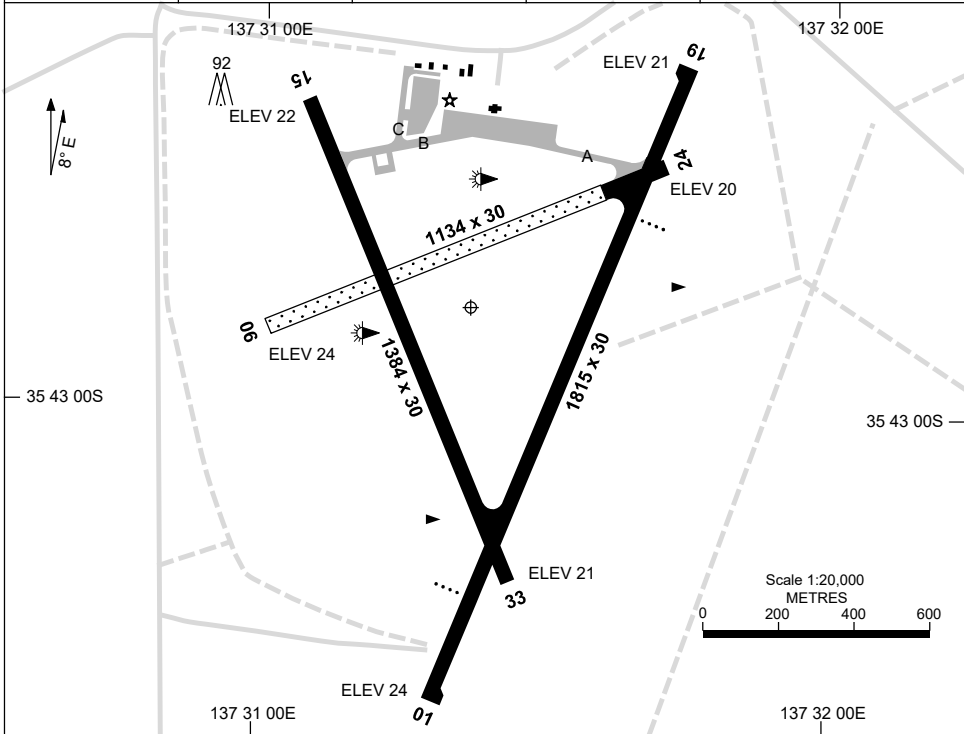 137 31 00E
137 32 00E
92
ELEV 22
15
ELEV 21
19
8° E
C
B
A
24
ELEV 20
1134 x 30
06
ELEV 24
1384 x 30
1815 x 30
35 43 00S
35 43 00S
ELEV 21
33
Scale 1:20,000
METRES
0 200 400 600
ELEV 24
01
137 31 00E
137 32 00E